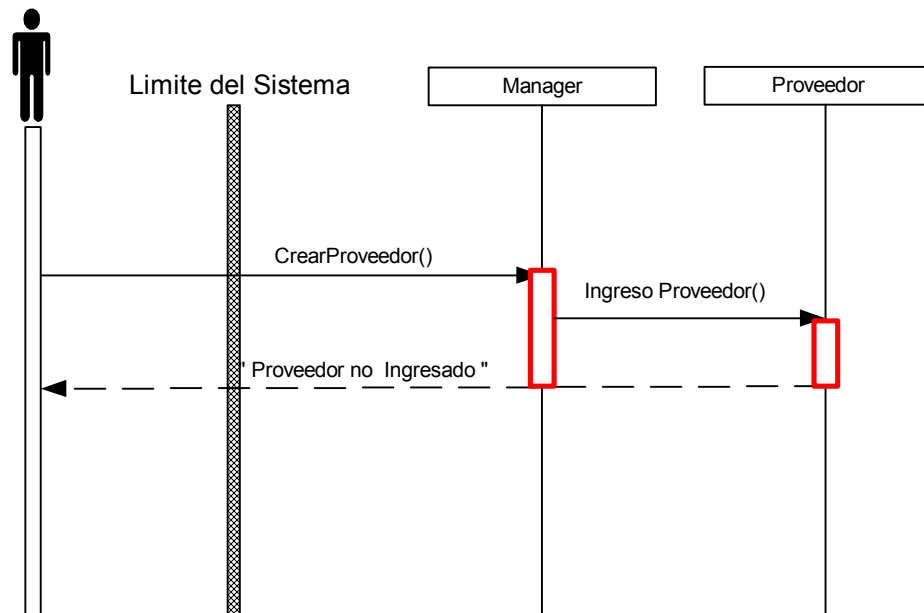 Limite del Sistema
Manager
Proveedor
CrearProveedor()
Ingreso Proveedor()
" Proveedor no Ingresado "